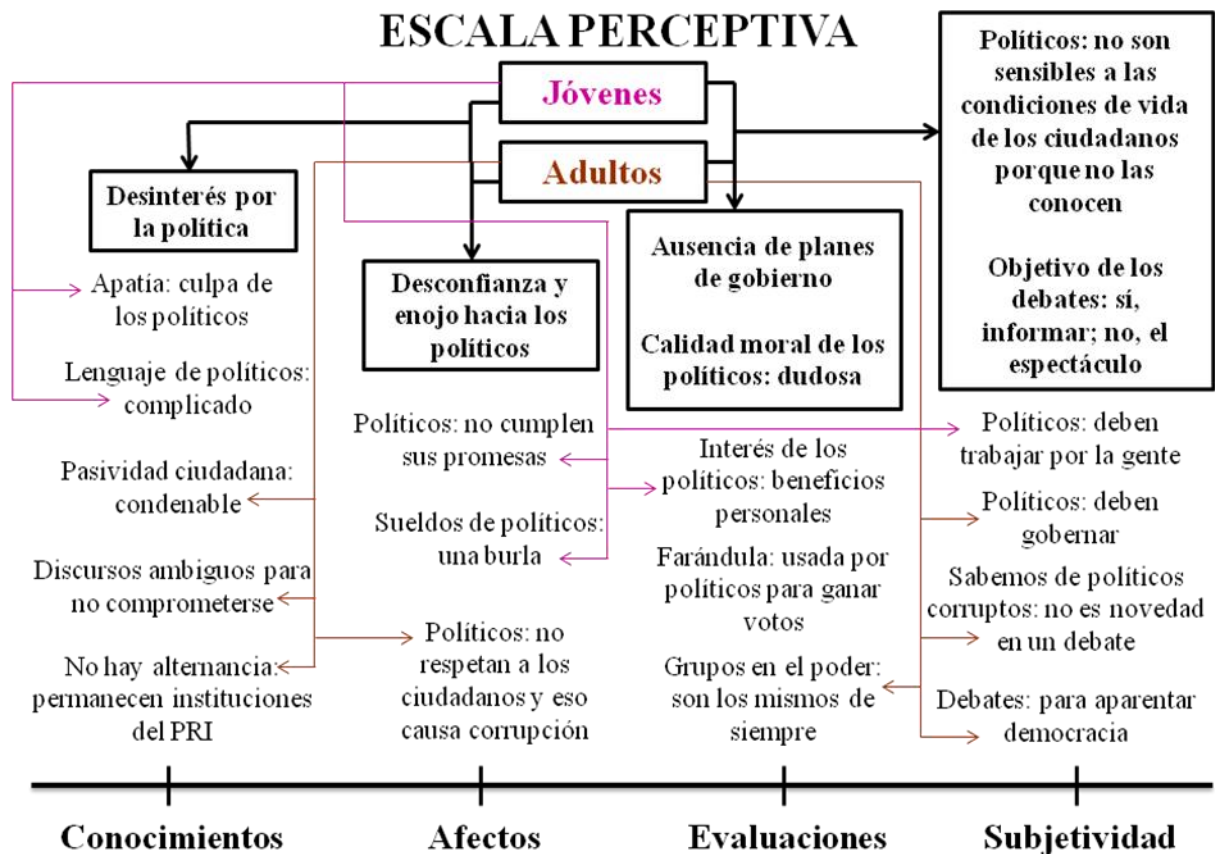 ESCALA PERCEPTIVA
Jóvenes
Adultos
Desinterés por
la política
Apatía: culpa de
los políticos
Lenguaje de políticos:
complicado
Pasividad ciudadana:
condenable
Discursos ambiguos para
no comprometerse
No hay alternancia:
permanecen instituciones
del PRI
Desconfianza y
enojo hacia los
políticos
Políticos: no cumplen
sus promesas
Sueldos de políticos:
una burla
Políticos: no
respetan a los
ciudadanos y eso
causa corrupción
Ausencia de planes
de gobierno
Calidad moral de los
políticos: dudosa
Interés de los
políticos: beneficios
personales
Farándula: usada por
políticos para ganar
votos
Grupos en el poder:
son los mismos de
siempre
Políticos: no son
sensibles a las
condiciones de vida
de los ciudadanos
porque no las
conocen
Objetivo de los
debates: sí,
informar; no, el
espectáculo
Políticos: deben
trabajar por la gente
Políticos: deben
gobernar
Sabemos de políticos
corruptos: no es novedad
en un debate
Debates: para aparentar
democracia
Conocimientos
Afectos
Evaluaciones
Subjetividad